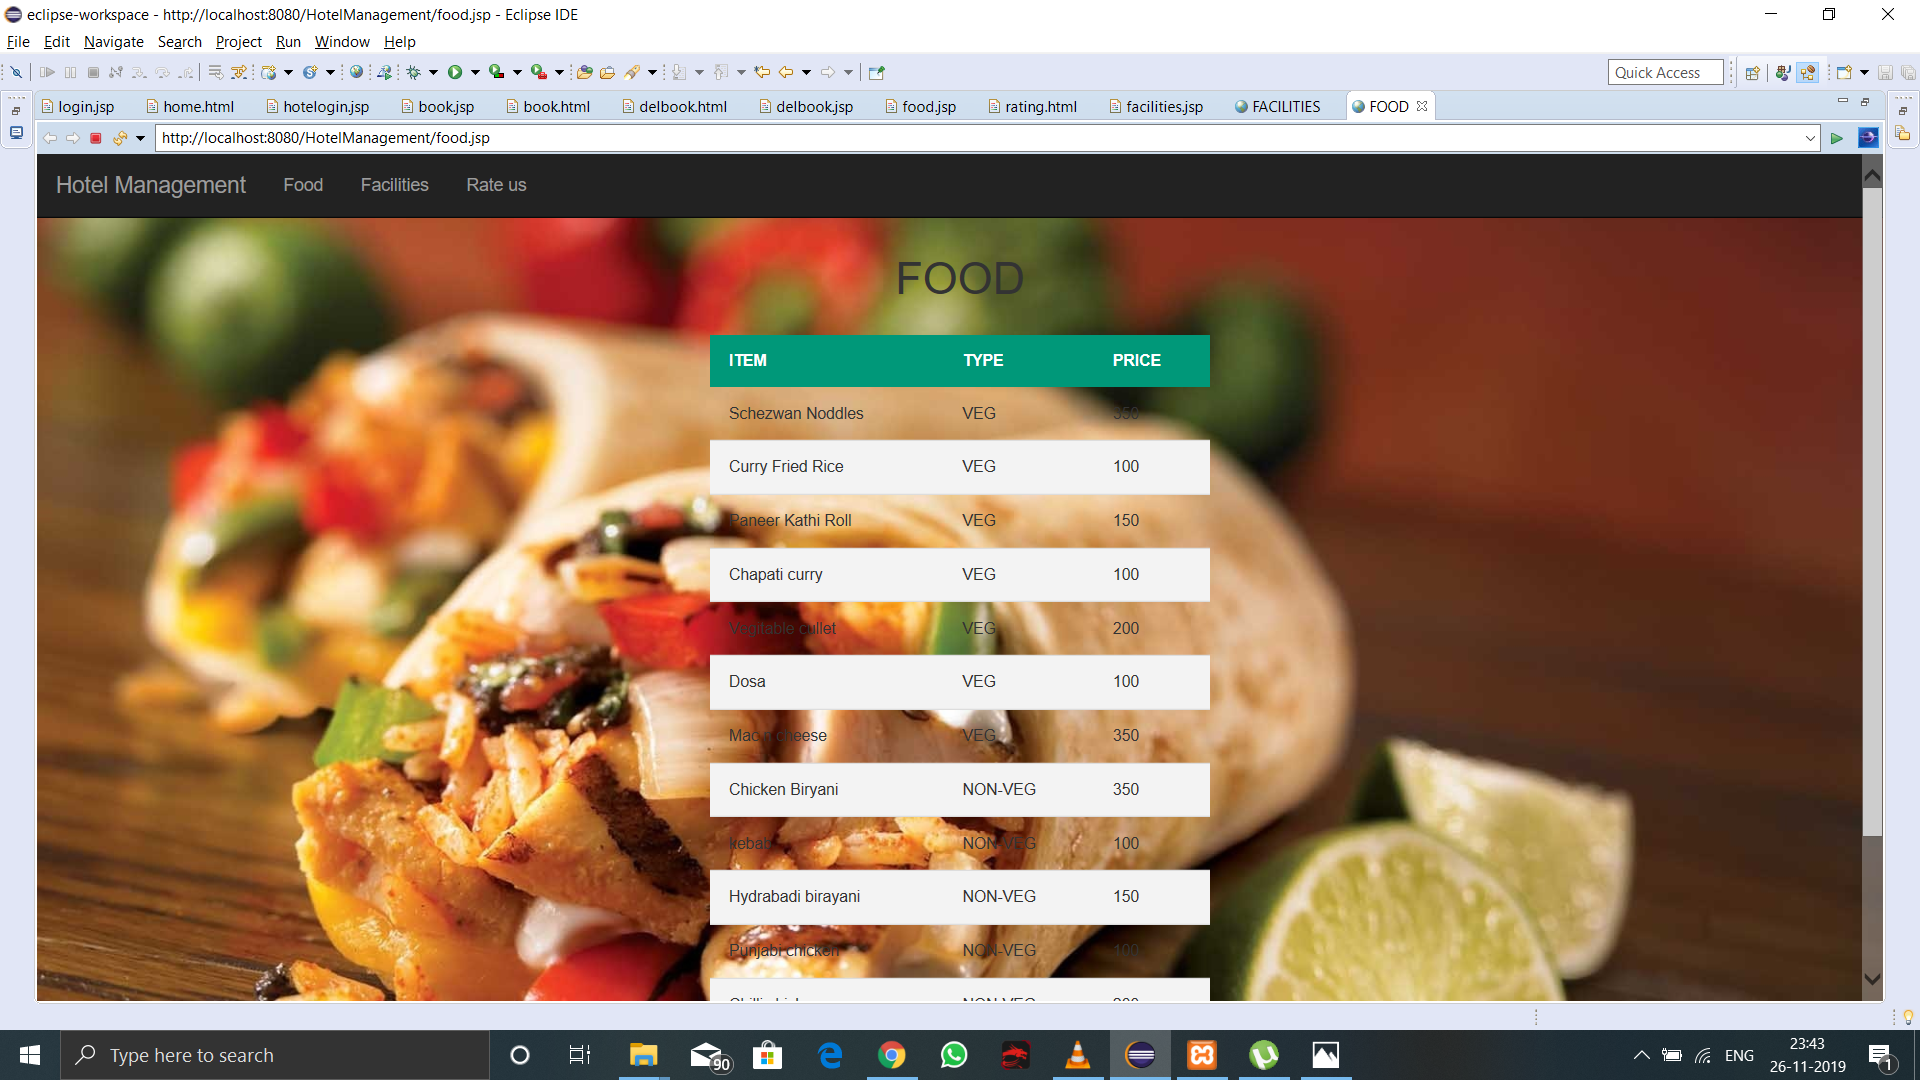 eclipse-workspace - http://localhost:8080/HotelManagement/food.jsp - Eclipse IDE
File Edit Navigate Search Project Run Window Help
Quick Access
login.jsp home.html hotelogin.jsp book.jsp book.html delbook.html delbook.jsp food.jsp rating.html facilities.jsp FACILITIES FOOD
http://localhost:8080/HotelManagement/food.jsp
Hotel Management Food Facilities Rate us
FOOD
ITEM TYPE PRICE
Schezwan Noddles VEG 350
Curry Fried Rice VEG 100
Paneer Kathi Roll VEG 150
Chapati curry VEG 100
Vegitable cullet VEG 200
Dosa VEG 100
cheese VEG 350
Chicken Biryani NON-VEG 350
kebab NON-VEG 100
Hydrabadi birayani NON-VEG 150
Punjabi chicken NON-VEG 100
NON-VEG
Type here to search
90
ENG
23:43
26-11-2019
1